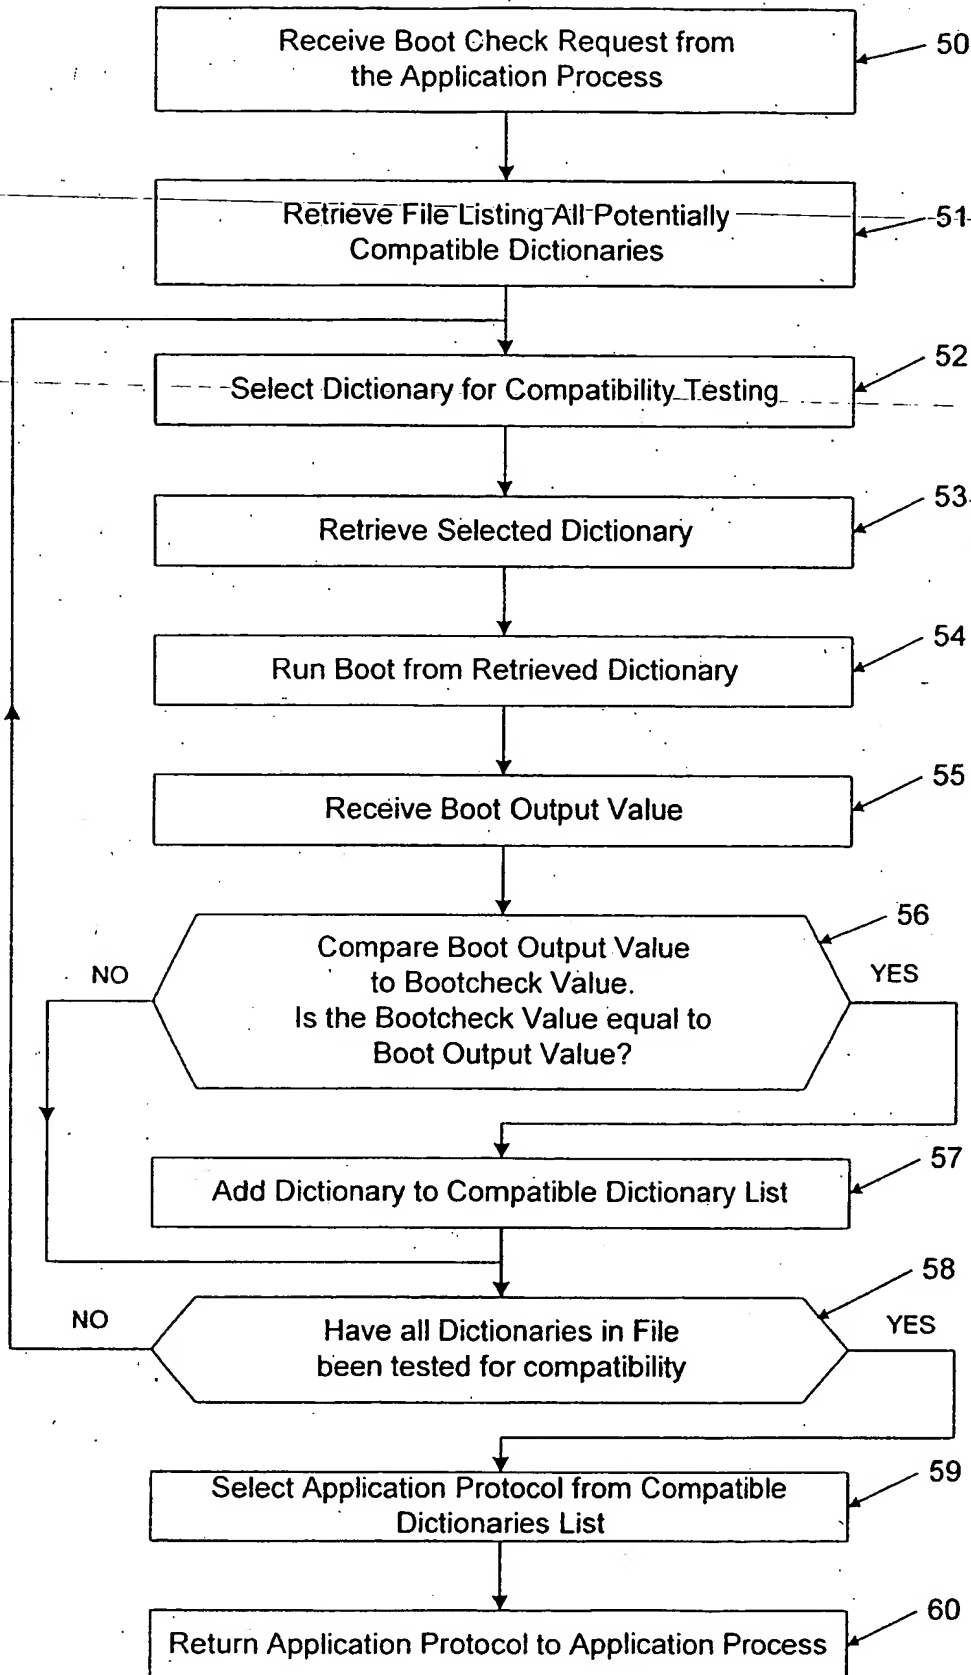 Receive Boot Check Request from
the Application Process
50
Retrieve File Listing All Potentially
Compatible Dictionaries
51
Select Dictionary for Compatibility Testing
52
Retrieve Selected Dictionary
53
Run Boot from Retrieved Dictionary
54
Receive Boot Output Value
55
Compare Boot Output Value
to Bootcheck Value.
Is the Bootcheck Value equal to
Boot Output Value?
56
NO
YES
Add Dictionary to Compatible Dictionary List
57
Have all Dictionaries in File
been tested for compatibility
58
NO
YES
Select Application Protocol from Compatible
Dictionaries List
59
Return Application Protocol to Application Process
60